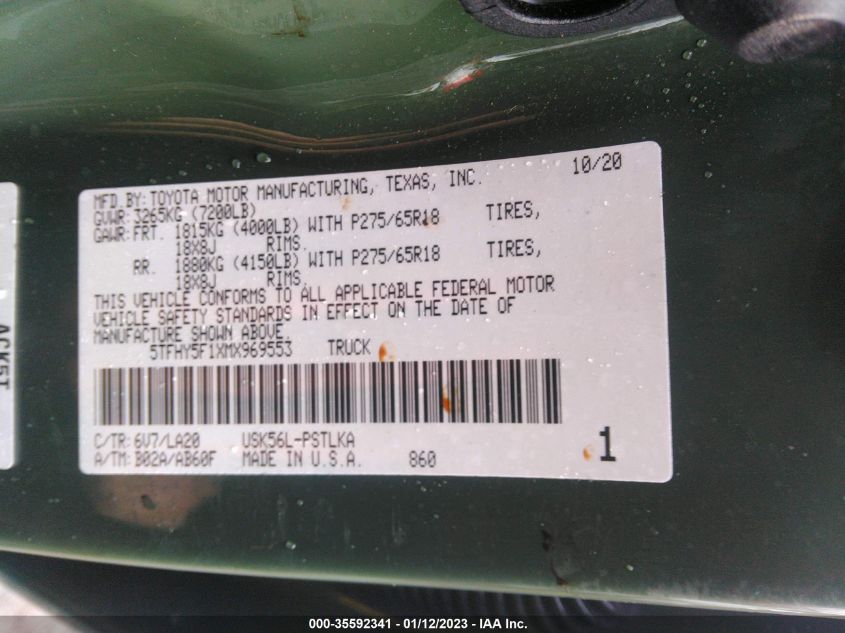 MFD.BY:TOYOTA MOTOR MANUFACTURING, TEXAS, INC. 10/20
GVWR:3265KG (7200LB)
GAWR:FRT. 1815KG (4000LB) WITH P275/65R18 TIRES,
18X8J RIMS.
RR. 1880KG (4150LB) WITH P275/65R18 TIRES,
18X8J RIMS.
THIS VEHICLE CONFORMS TO ALL APPLICABLE FEDERAL MOTOR
VEHICLE SAFETY STANDARDS IN EFFECT ON THE DATE OF
MANUFACTURE SHOWN ABOVE.
5TFHY5F1XMX969553 TRUCK
C/TR:6V7/LA20 USK56L-PSTLKA
A/TM:B02A/AB60F MADE IN U.S.A. 860 1
ACK5T
000-35592341 - 01/12/2023 - IAA Inc.